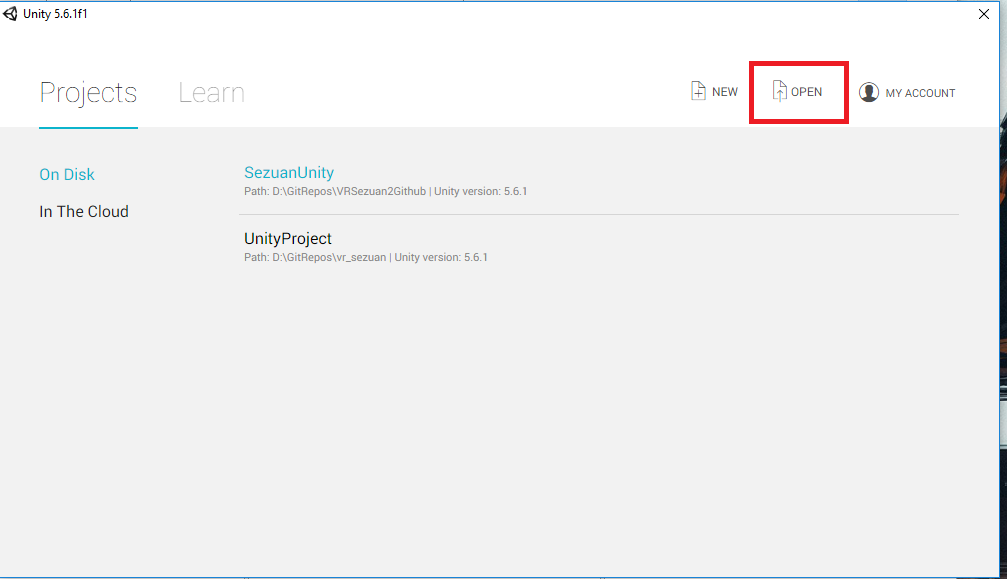 Unity 5.6.1f1
Projects
Learn
NEW
OPEN
MY ACCOUNT
On Disk
In The Cloud
SezuanUnity
Path: D:\GitRepos\VRSezuan2Github | Unity version: 5.6.1
UnityProject
Path: D:\GitRepos\vr_sezuan | Unity version: 5.6.1